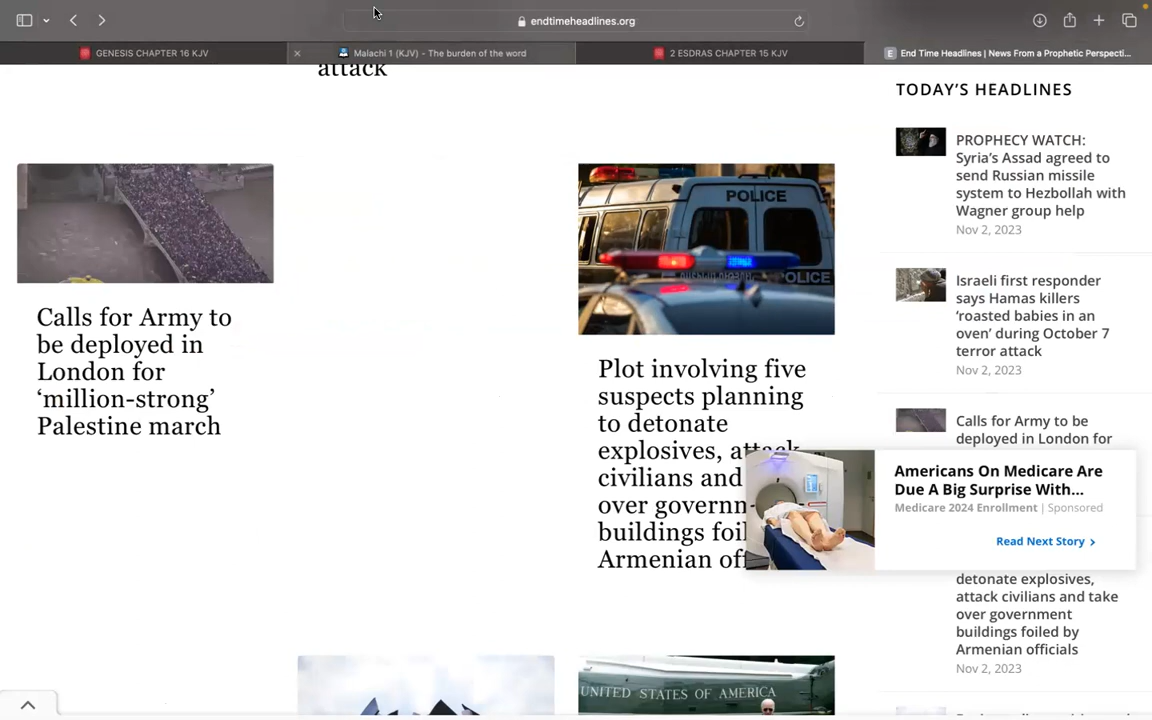 endtimeheadlines.org
GENESIS CHAPTER 16 KJV
Malachi 1 (KJV) - The burden of the word
2 ESDRAS CHAPTER 15 KJV
E
End Time Headlines | News From a Prophetic Perspecti...
attack
Calls for Army to
be deployed in
London for
‘million-strong’
Palestine march
POLICE
POLICE
Plot involving five
suspects planning
to detonate
explosives, attack
civilians and
over governm
buildings foil
Armenian off
UNITED STATES OF AMERICA
TODAY’S HEADLINES
PROPHECY WATCH:
Syria’s Assad agreed to
send Russian missile
system to Hezbollah with
Wagner group help
Nov 2, 2023
Israeli first responder
says Hamas killers
‘roasted babies in an
oven’ during October 7
terror attack
Nov 2, 2023
Calls for Army to be
deployed in London for
Americans On Medicare Are
Due A Big Surprise With...
Medicare 2024 Enrollment | Sponsored
Read Next Story
detonate explosives,
attack civilians and take
over government
buildings foiled by
Armenian officials
Nov 2, 2023